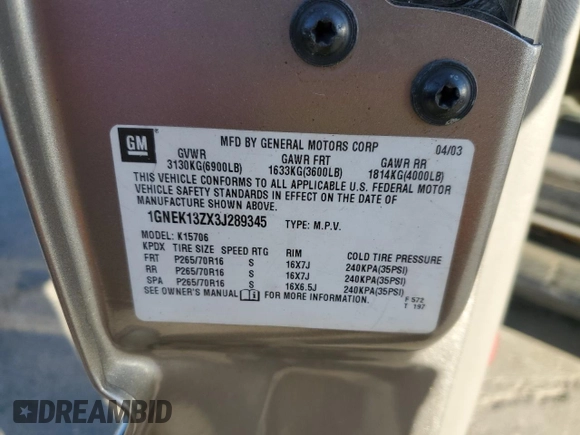 GM
MFD BY GENERAL MOTORS CORP 04/03
GVWR GAWR FRT GAWR RR
3130KG(6900LB) 1633KG(3600LB) 1814KG(4000LB)
THIS VEHICLE CONFORMS TO ALL APPLICABLE U.S. FEDERAL MOTOR
VEHICLE SAFETY STANDARDS IN EFFECT ON THE DATE OF
MANUFACTURE SHOWN ABOVE.
1GNEK13ZX3J289345 TYPE: M.P.V.
MODEL: K15706
KPDX TIRE SIZE SPEED RTG RIM COLD TIRE PRESSURE
FRT P265/70R16 S 16X7J 240KPA(35PSI)
RR P265/70R16 S 16X7J 240KPA(35PSI)
SPA P265/70R16 S 16X6.5J 240KPA(35PSI)
SEE OWNER'S MANUAL FOR MORE INFORMATION. F 572
T 197
DREAMBID